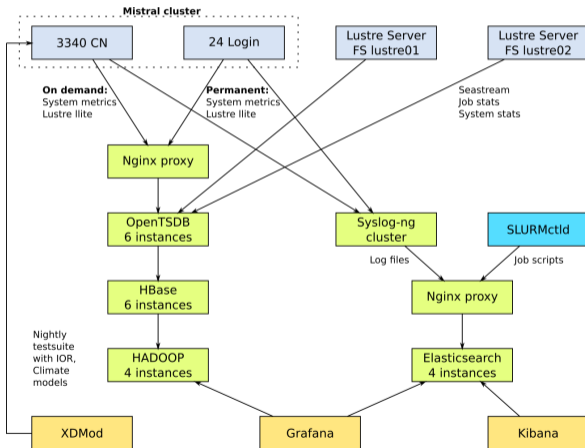 Mistral cluster
3340 CN
24 Login
Lustre Server
FS lustre01
Lustre Server
FS lustre02
On demand:
System metrics
Lustre llite
Permanent:
System metrics
Lustre llite
Seastream
Job stats
System stats
Nginx proxy
OpenTSDB
6 instances
Syslog-ng
cluster
SLURMctld
Log files
Job scripts
HBase
6 instances
Nginx proxy
Nightly
testsuite
with IOR,
Climate
models
HADOOP
4 instances
Elasticsearch
4 instances
XDMod
Grafana
Kibana